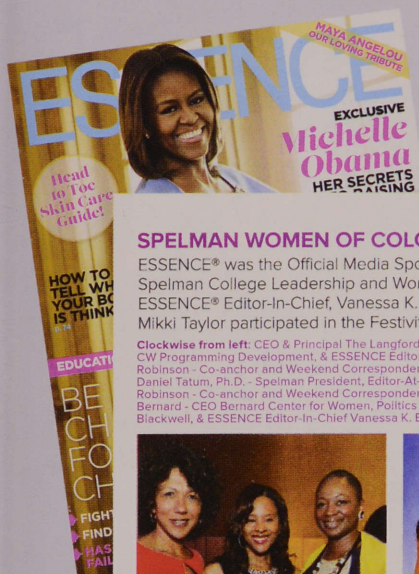 MAYA ANGELOU
OUR LOVING TRIBUTE
ESSENCE
EXCLUSIVE
Michelle
Obama
HER SECRETS
RAISING
Head
to Toe
Skin Care
Guide!
HOW TO
TELL WH
YOUR BO
IS THINK
EDUCATI
BE
CH
FO
CH
FIGH
FIND
HAS
FAIL
SPELMAN WOMEN OF COLO
ESSENCE® was the Official Media Spo
Spelman College Leadership and Wor
ESSENCE® Editor-In-Chief, Vanessa K.
Mikki Taylor participated in the Festivi
Clockwise from left: CEO & Principal The Langford
CW Programming Development, & ESSENCE Edito
Robinson - Co-anchor and Weekend Corresponder
Daniel Tatum, Ph.D. - Spelman President, Editor-At-
Robinson - Co-anchor and Weekend Corresponder
Bernard - CEO Bernard Center for Women, Politics
Blackwell, & ESSENCE Editor-In-Chief Vanessa K. B